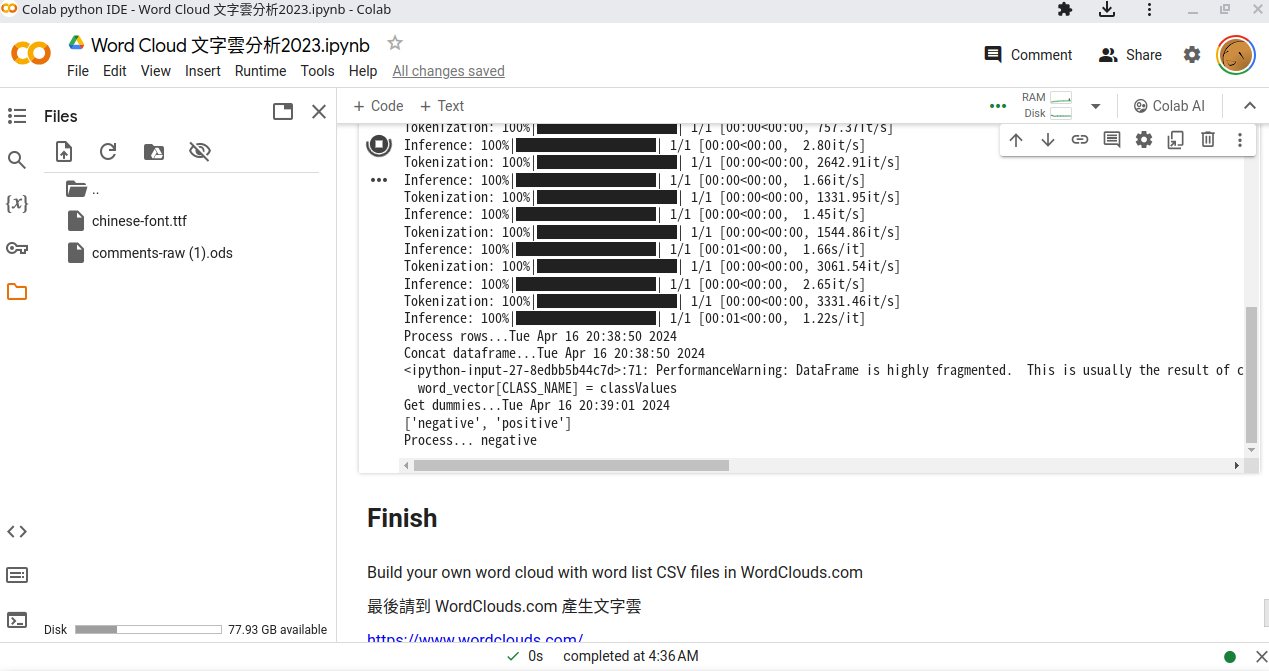 Colab python IDE - Word Cloud 文字雲分析2023.ipynb - Colab
Word Cloud 文字雲分析2023.ipynb
Comment
Share
File Edit View Insert Runtime Tools Help All changes saved
Files
+ Code + Text
RAM
Disk
Colab AI
..
chinese-font.ttf
comments-raw (1).ods
{x}
Tokenization: 100%| | 1/1 [00:00<00:00, 757.37it/s]
Inference: 100%| | 1/1 [00:00<00:00, 2.80it/s]
Tokenization: 100%| | 1/1 [00:00<00:00, 2642.91it/s]
Inference: 100%| | 1/1 [00:00<00:00, 1.66it/s]
Tokenization: 100%| | 1/1 [00:00<00:00, 1331.95it/s]
Inference: 100%| | 1/1 [00:00<00:00, 1.45it/s]
Tokenization: 100%| | 1/1 [00:00<00:00, 1544.86it/s]
Inference: 100%| | 1/1 [00:01<00:00, 1.66s/it]
Tokenization: 100%| | 1/1 [00:00<00:00, 3061.54it/s]
Inference: 100%| | 1/1 [00:00<00:00, 2.65it/s]
Tokenization: 100%| | 1/1 [00:00<00:00, 3331.46it/s]
Inference: 100%| | 1/1 [00:01<00:00, 1.22s/it]
Process rows...Tue Apr 16 20:38:50 2024
Concat dataframe...Tue Apr 16 20:38:50 2024
<ipython-input-27-8edbb5b44c7d>:71: PerformanceWarning: DataFrame is highly fragmented. This is usually the result of c
word_vector[CLASS_NAME] = classValues
Get dummies...Tue Apr 16 20:39:01 2024
['negative', 'positive']
Process... negative
Finish
Build your own word cloud with word list CSV files in WordClouds.com
最後請到 WordClouds.com 產生文字雲
https://www.wordclouds.com/
Disk 77.93 GB available
0s completed at 4:36 AM